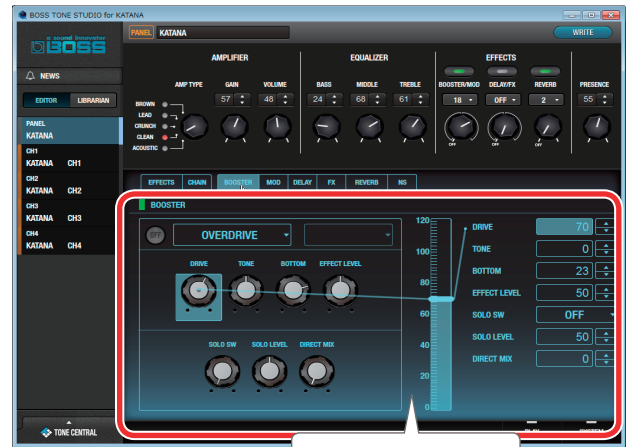 BOSS TONE STUDIO for KATANA
a sound innovator
BOSS
PANEL KATANA
WRITE
NEWS
EDITOR LIBRARIAN
PANEL
KATANA
CH1
KATANA CH1
CH2
KATANA CH2
CH3
KATANA CH3
CH4
KATANA CH4
TONE CENTRAL
AMPLIFIER EQUALIZER EFFECTS
AMP TYPE GAIN VOLUME BASS MIDDLE TREBLE BOOSTER/MOD DELAY/FX REVERB PRESENCE
57 48 24 68 61 18 OFF 2 55
BROWN
LEAD
CRUNCH
CLEAN
ACOUSTIC
OFF OFF OFF
EFFECTS CHAIN BOOSTER MOD DELAY FX REVERB NS
BOOSTER
OFF OVERDRIVE
DRIVE TONE BOTTOM EFFECT LEVEL
SOLO SW SOLO LEVEL DIRECT MIX
120
100
80
60
40
20
0
DRIVE 70
TONE 0
BOTTOM 23
EFFECT LEVEL 50
SOLO SW OFF
SOLO LEVEL 50
DIRECT MIX 0